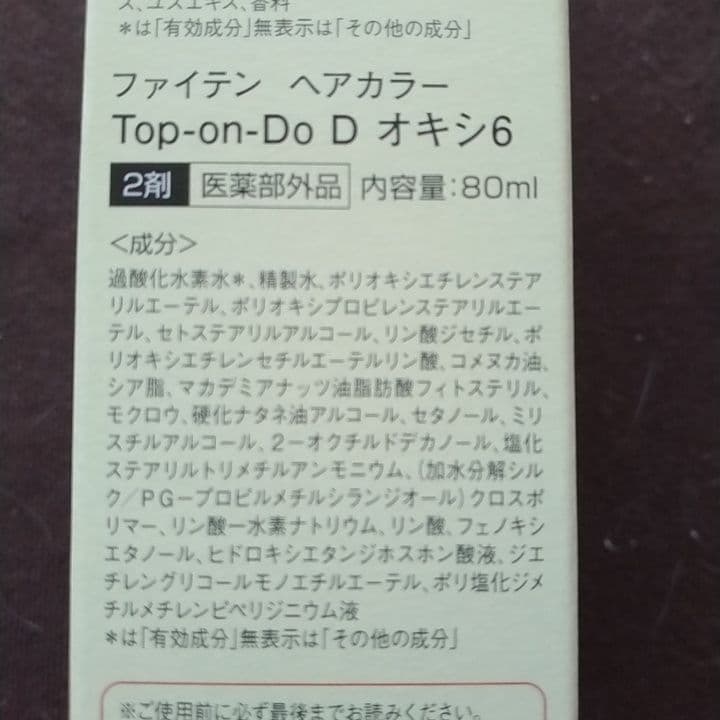 ス、ユズエキス、香料
＊は「有効成分」無表示は「その他の成分」
ファイテン ヘアカラー
Top-on-Do D オキシ6
2剤 医薬部外品 内容量：80ml
＜成分＞
過酸化水素水＊、精製水、ポリオキシエチレンステア
リルエーテル、ポリオキシプロピレンステアリルエー
テル、セトステアリルアルコール、リン酸ジセチル、ポ
リオキシエチレンセチルエーテルリン酸、コメヌカ油、
シア脂、マカデミアナッツ油脂肪酸フィトステリル、
モクロウ、硬化ナタネ油アルコール、セタノール、ミリ
スチルアルコール、2－オクチルドデカノール、塩化
ステアリルトリメチルアンモニウム、（加水分解シル
ク／PG－プロピルメチルシランジオール）クロスポ
リマー、リン酸一水素ナトリウム、リン酸、フェノキシ
エタノール、ヒドロキシエタンジホスホン酸液、ジエ
チレングリコールモノエチルエーテル、ポリ塩化ジメ
チルメチレンピペリジニウム液
＊は「有効成分」無表示は「その他の成分」
※ご使用前に必ず最後までお読みください。